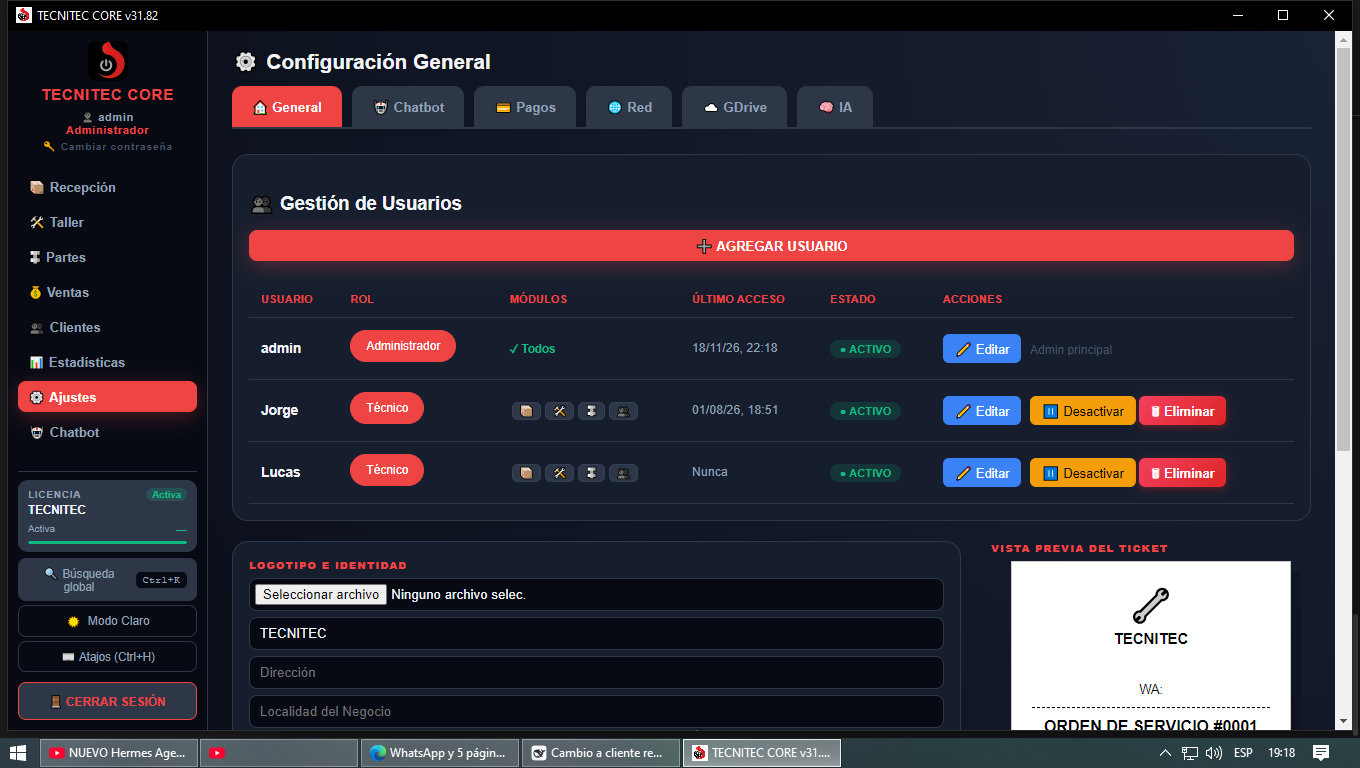 TECNITEC CORE v31.82
TECNITEC CORE
admin
Administrador
Cambiar contraseña
Recepción
Taller
Partes
Ventas
Clientes
Estadísticas
Ajustes
Chatbot
LICENCIA
Activa
TECNITEC
Activa
—
Búsqueda global
Ctrl+K
Modo Claro
Atajos (Ctrl+H)
CERRAR SESIÓN
Configuración General
General
Chatbot
Pagos
Red
GDrive
IA
Gestión de Usuarios
AGREGAR USUARIO
USUARIO ROL MÓDULOS ÚLTIMO ACCESO ESTADO ACCIONES
admin Administrador ✓ Todos 18/11/26, 22:18 ● ACTIVO Editar Admin principal
Jorge Técnico 01/08/26, 18:51 ● ACTIVO Editar Desactivar Eliminar
Lucas Técnico Nunca ● ACTIVO Editar Desactivar Eliminar
LOGOTIPO E IDENTIDAD
Seleccionar archivo Ninguno archivo selec.
TECNITEC
Dirección
Localidad del Negocio
VISTA PREVIA DEL TICKET
TECNITEC
WA:
ORDEN DE SERVICIO #0001
NUEVO Hermes Age...
WhatsApp y 5 págin...
Cambio a cliente re...
TECNITEC CORE v31....
ESP
19:18